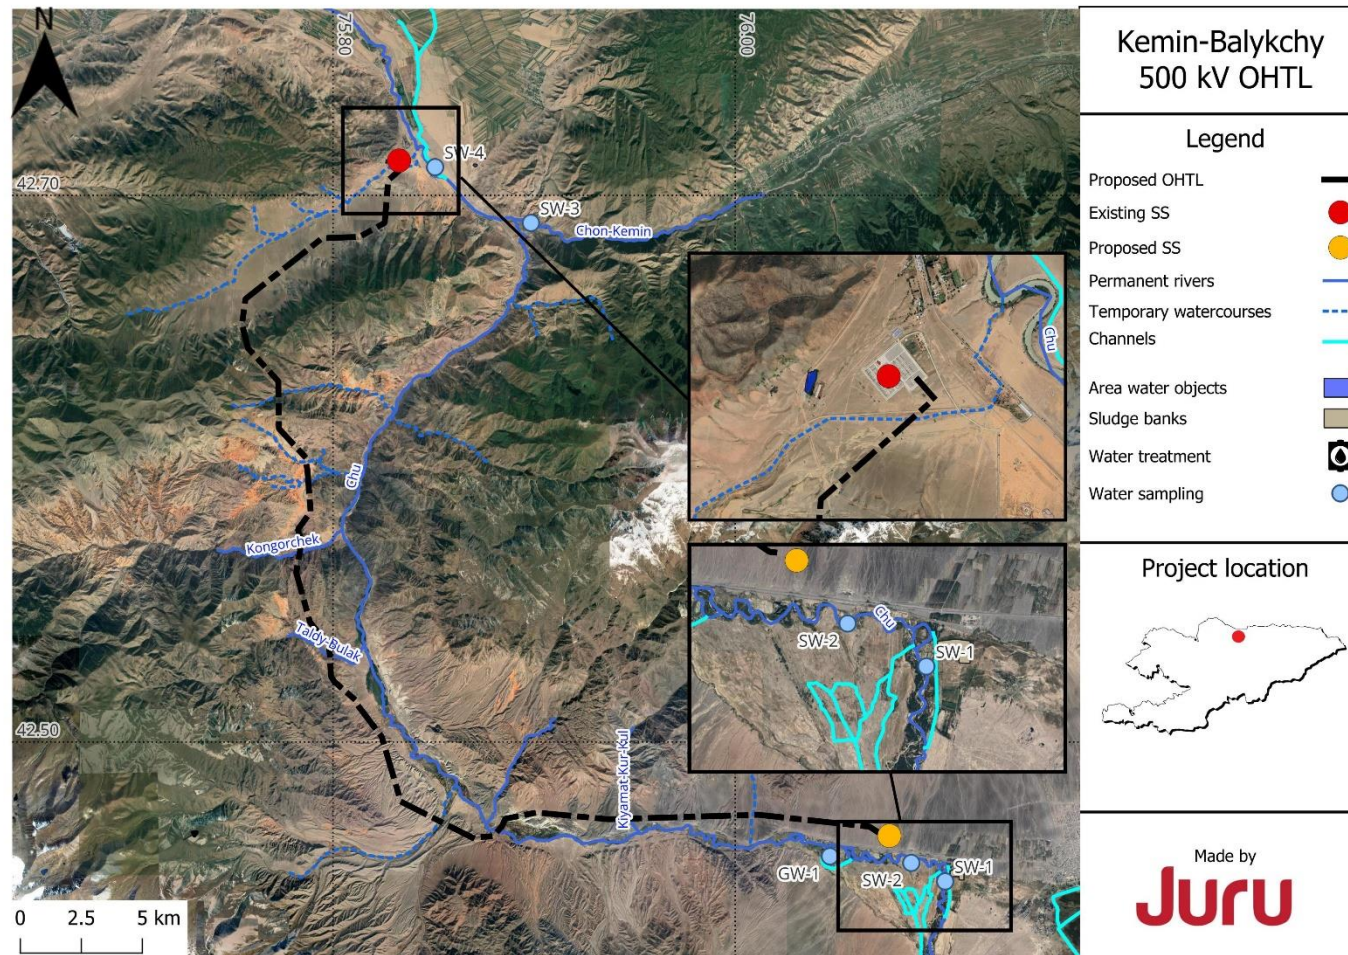 N
75.80
76.00
42.70
42.50
SW-4
SW-3
Chon-Kemin
Chu
Kongorchek
Taldy-Bulak
Kiyamat-Kur-Kul
GW-1
SW-2
SW-1
0 2.5 5 km
Chu
Chu
SW-2
SW-1
Kemin-Balykchy
500 kV OHTL
Legend
Proposed OHTL
Existing SS
Proposed SS
Permanent rivers
Temporary watercourses
Channels
Area water objects
Sludge banks
Water treatment
Water sampling
Project location
Made by
Juru